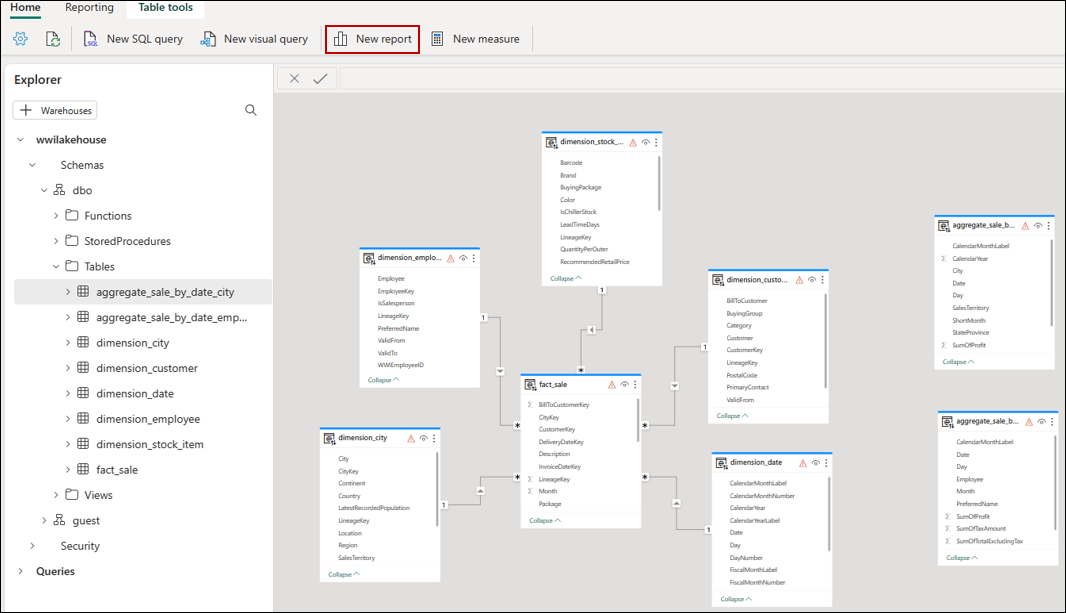 Home Reporting Table tools
SQL New SQL query New visual query New report New measure
Explorer
Warehouses
wwilakehouse
Schemas
dbo
Functions
StoredProcedures
Tables
aggregate_sale_by_date_city
aggregate_sale_by_date_emp...
dimension_city
dimension_customer
dimension_date
dimension_employee
dimension_stock_item
fact_sale
Views
guest
Security
Queries
dimension_stock_...
Barcode
Brand
BuyingPackage
Color
IsChillerStock
LeadTimeDays
LineageKey
QuantityPerOuter
RecommendedRetailPrice
Collapse
1
*
dimension_emplo...
Employee
EmployeeKey
IsSalesperson
LineageKey
PreferredName
ValidFrom
ValidTo
WWIEmployeeID
Collapse
1
*
dimension_custo...
BillToCustomer
BuyingGroup
Category
Customer
CustomerKey
LineageKey
PostalCode
PrimaryContact
ValidFrom
Collapse
1
*
fact_sale
Σ BillToCustomerKey
CityKey
CustomerKey
DeliveryDateKey
Description
InvoiceDateKey
Σ LineageKey
Σ Month
Package
Collapse
dimension_city
City
CityKey
Continent
Country
LatestRecordedPopulation
LineageKey
Location
Region
SalesTerritory
Collapse
1
*
dimension_date
CalendarMonthLabel
CalendarMonthNumber
CalendarYear
CalendarYearLabel
Date
Day
DayNumber
FiscalMonthLabel
FiscalMonthNumber
Collapse
1
*
aggregate_sale_b...
CalendarMonthLabel
Σ CalendarYear
City
Date
Day
SalesTerritory
ShortMonth
StateProvince
Σ SumOfProfit
Collapse
aggregate_sale_b...
CalendarMonthLabel
Date
Day
Employee
Month
PreferredName
Σ SumOfProfit
Σ SumOfTaxAmount
Σ SumOfTotalExcludingTax
Collapse